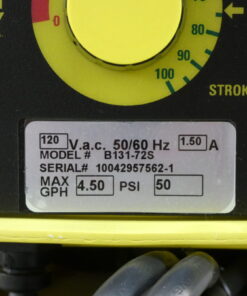 0
70
80
90
100
STROK
120 V.a.c. 50/60 Hz 1.50 A
MODEL # B131-72S
SERIAL# 10042957562-1
MAX GPH 4.50 PSI 50